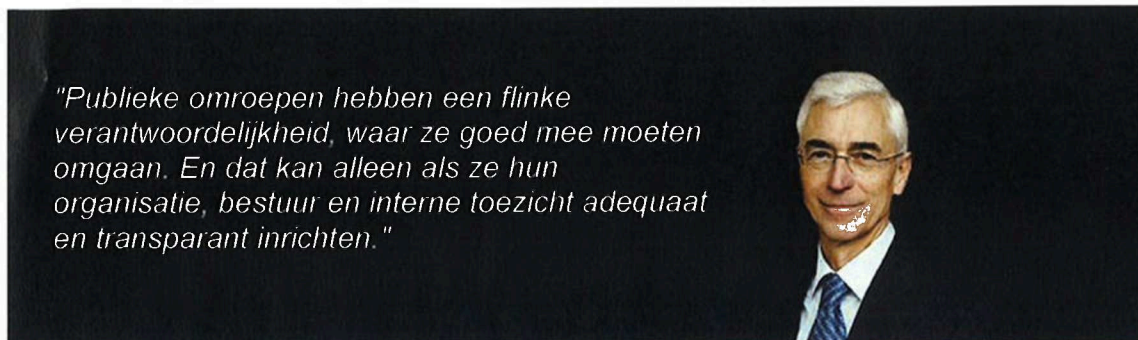 "Publieke omroepen hebben een flinke
verantwoordelijkheid, waar ze goed mee moeten
omgaan. En dat kan alleen als ze hun
organisatie, bestuur en interne toezicht adequaat
en transparant inrichten."